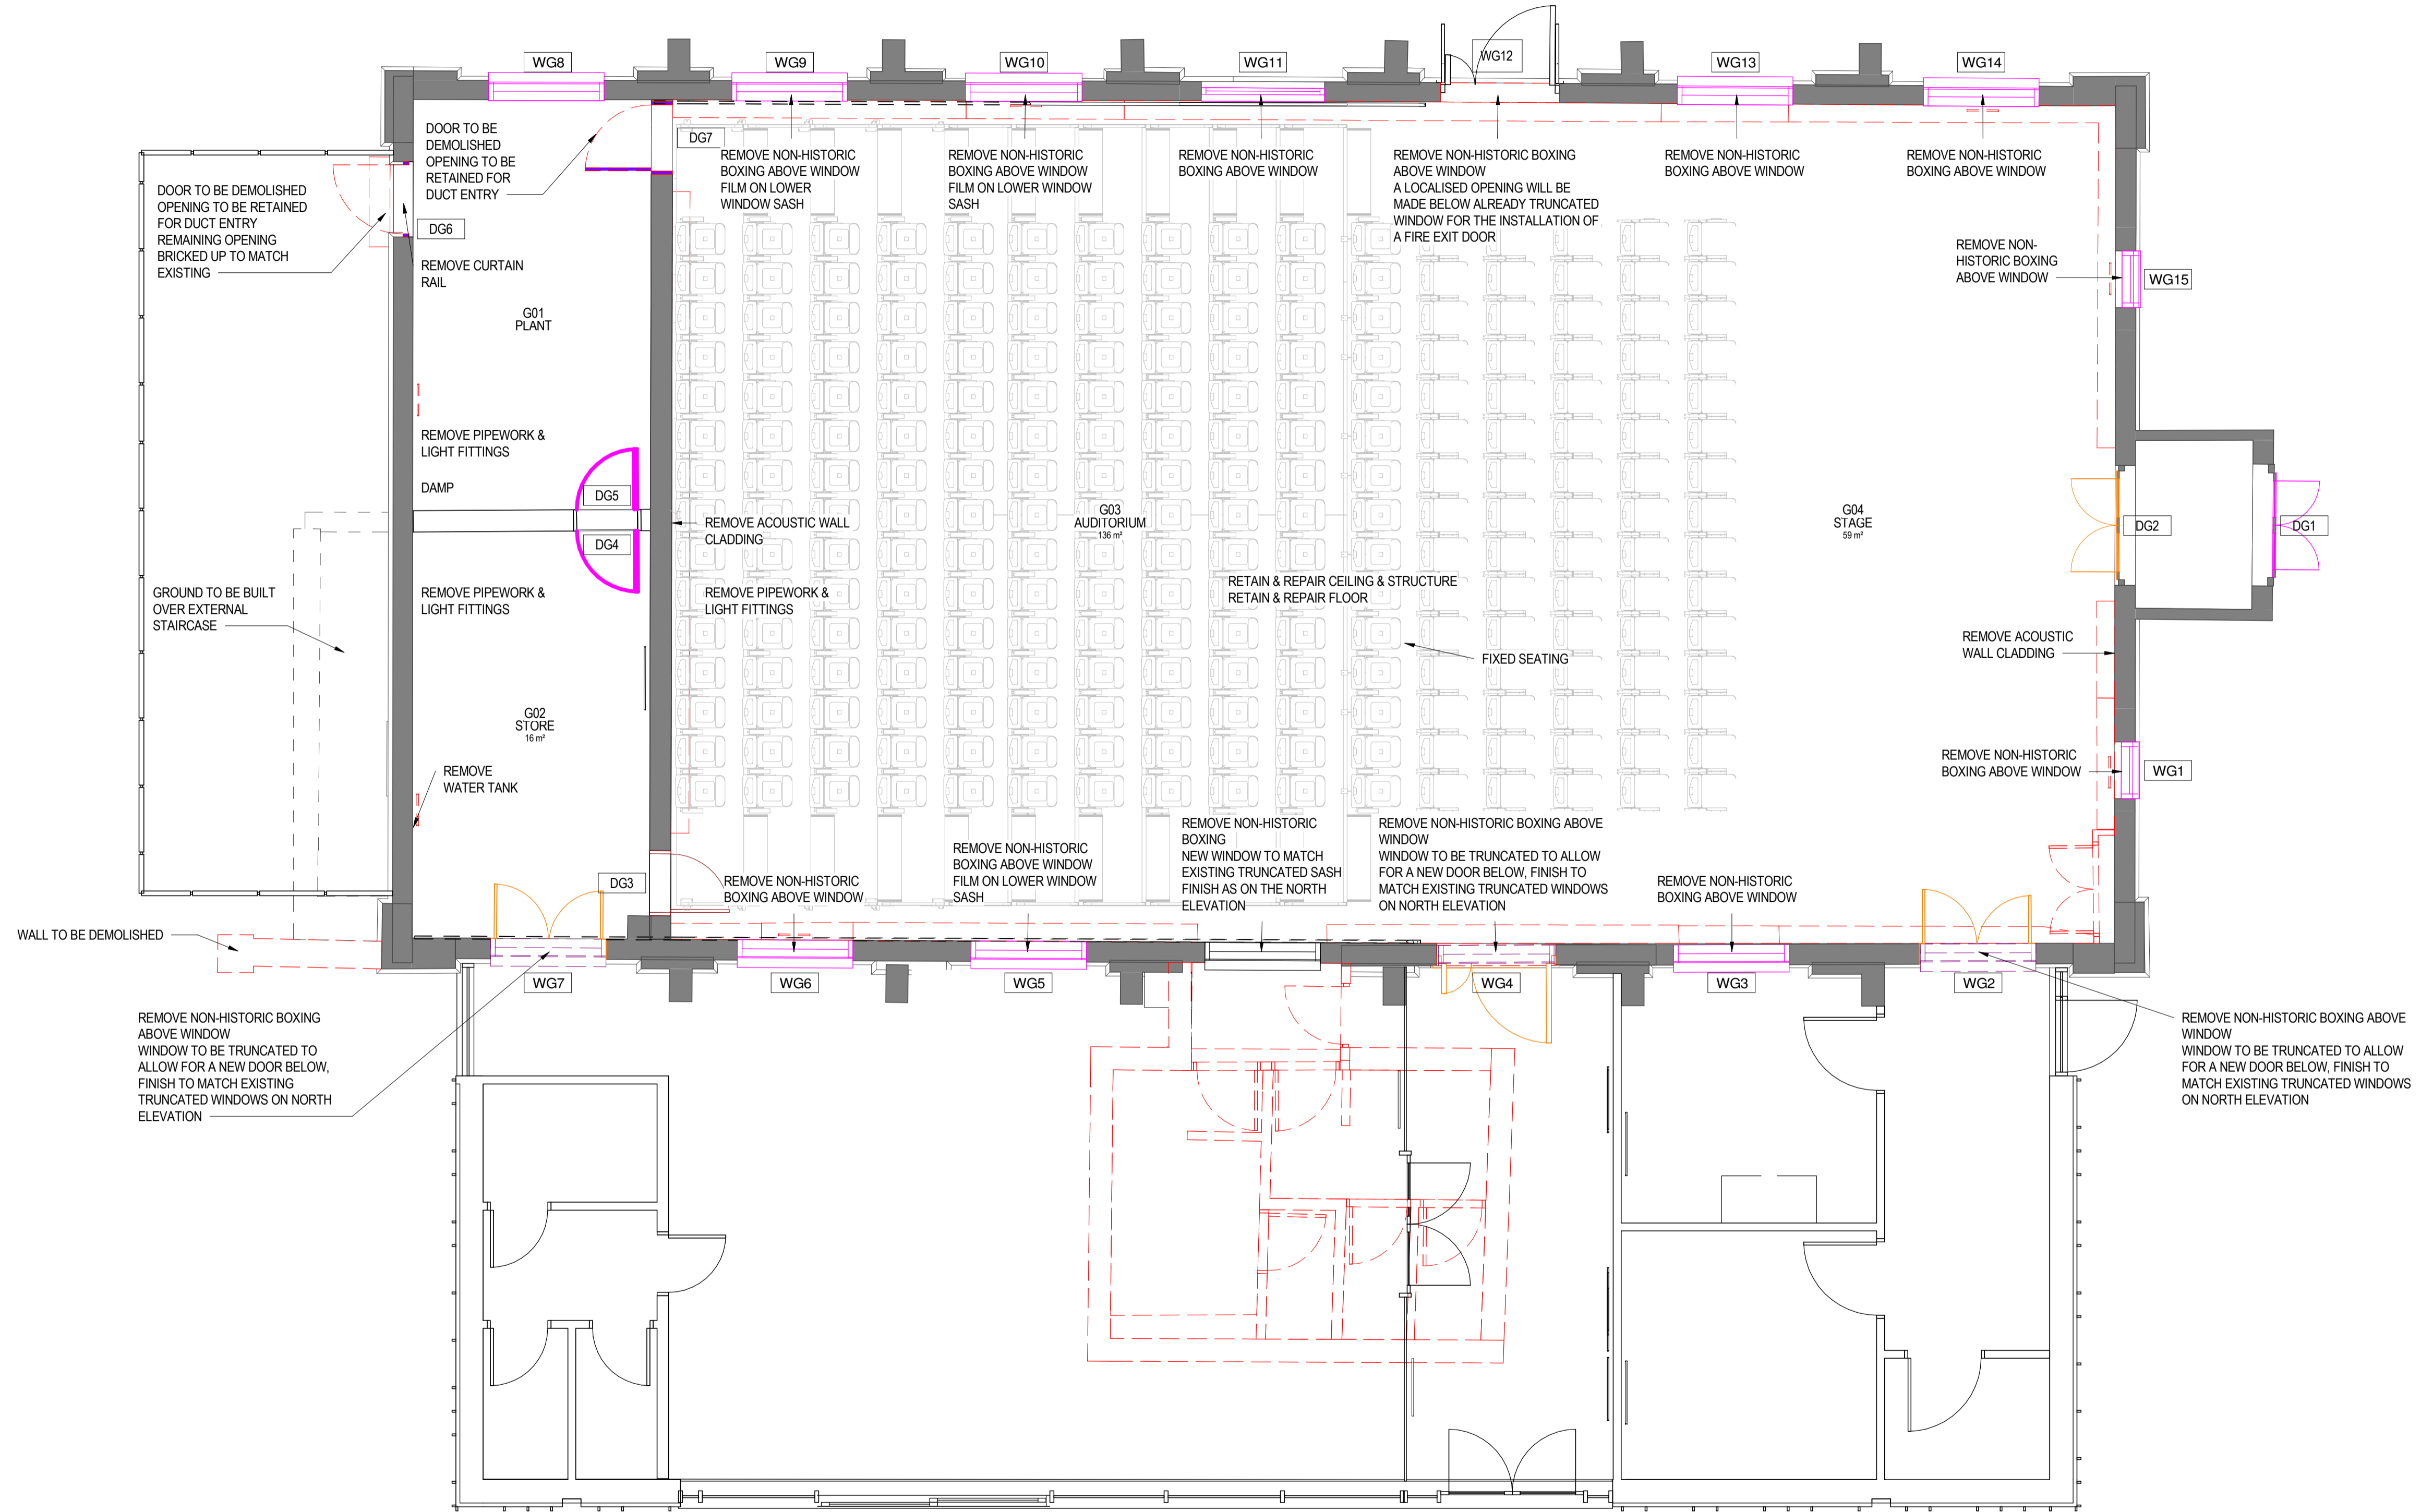 WG8
WG9
WG10
WG11
WG12
WG13
WG14
DOOR TO BE
DEMOLISHED
OPENING TO BE
RETAINED FOR
DUCT ENTRY
DG7
REMOVE NON-HISTORIC
BOXING ABOVE WINDOW
FILM ON LOWER
WINDOW SASH
REMOVE NON-HISTORIC
BOXING ABOVE WINDOW
FILM ON LOWER WINDOW
SASH
REMOVE NON-HISTORIC
BOXING ABOVE WINDOW
REMOVE NON-HISTORIC BOXING
ABOVE WINDOW
A LOCALISED OPENING WILL BE
MADE BELOW ALREADY TRUNCATED
WINDOW FOR THE INSTALLATION OF
A FIRE EXIT DOOR
REMOVE NON-HISTORIC
BOXING ABOVE WINDOW
REMOVE NON-HISTORIC
BOXING ABOVE WINDOW
DOOR TO BE DEMOLISHED
OPENING TO BE RETAINED
FOR DUCT ENTRY
REMAINING OPENING
BRICKED UP TO MATCH
EXISTING
DG6
REMOVE CURTAIN
RAIL
REMOVE NON-
HISTORIC BOXING
ABOVE WINDOW
WG15
G01
PLANT
REMOVE PIPEWORK &
LIGHT FITTINGS
DAMP
DG5
DG4
REMOVE ACOUSTIC WALL
CLADDING
G03
AUDITORIUM
136 m²
G04
STAGE
59 m²
DG2
DG1
GROUND TO BE BUILT
OVER EXTERNAL
STAIRCASE
REMOVE PIPEWORK &
LIGHT FITTINGS
REMOVE PIPEWORK &
LIGHT FITTINGS
RETAIN & REPAIR CEILING & STRUCTURE
RETAIN & REPAIR FLOOR
FIXED SEATING
REMOVE ACOUSTIC
WALL CLADDING
G02
STORE
16 m²
REMOVE
WATER TANK
REMOVE NON-HISTORIC
BOXING ABOVE WINDOW
WG1
DG3
REMOVE NON-HISTORIC
BOXING ABOVE WINDOW
REMOVE NON-HISTORIC
BOXING ABOVE WINDOW
FILM ON LOWER WINDOW
SASH
REMOVE NON-HISTORIC
BOXING
NEW WINDOW TO MATCH
EXISTING TRUNCATED SASH
FINISH AS ON THE NORTH
ELEVATION
REMOVE NON-HISTORIC BOXING ABOVE
WINDOW
WINDOW TO BE TRUNCATED TO ALLOW
FOR A NEW DOOR BELOW, FINISH TO
MATCH EXISTING TRUNCATED WINDOWS
ON NORTH ELEVATION
REMOVE NON-HISTORIC
BOXING ABOVE WINDOW
WALL TO BE DEMOLISHED
WG7
WG6
WG5
WG4
WG3
WG2
REMOVE NON-HISTORIC BOXING
ABOVE WINDOW
WINDOW TO BE TRUNCATED TO
ALLOW FOR A NEW DOOR BELOW,
FINISH TO MATCH EXISTING
TRUNCATED WINDOWS ON NORTH
ELEVATION
REMOVE NON-HISTORIC BOXING ABOVE
WINDOW
WINDOW TO BE TRUNCATED TO ALLOW
FOR A NEW DOOR BELOW, FINISH TO
MATCH EXISTING TRUNCATED WINDOWS
ON NORTH ELEVATION